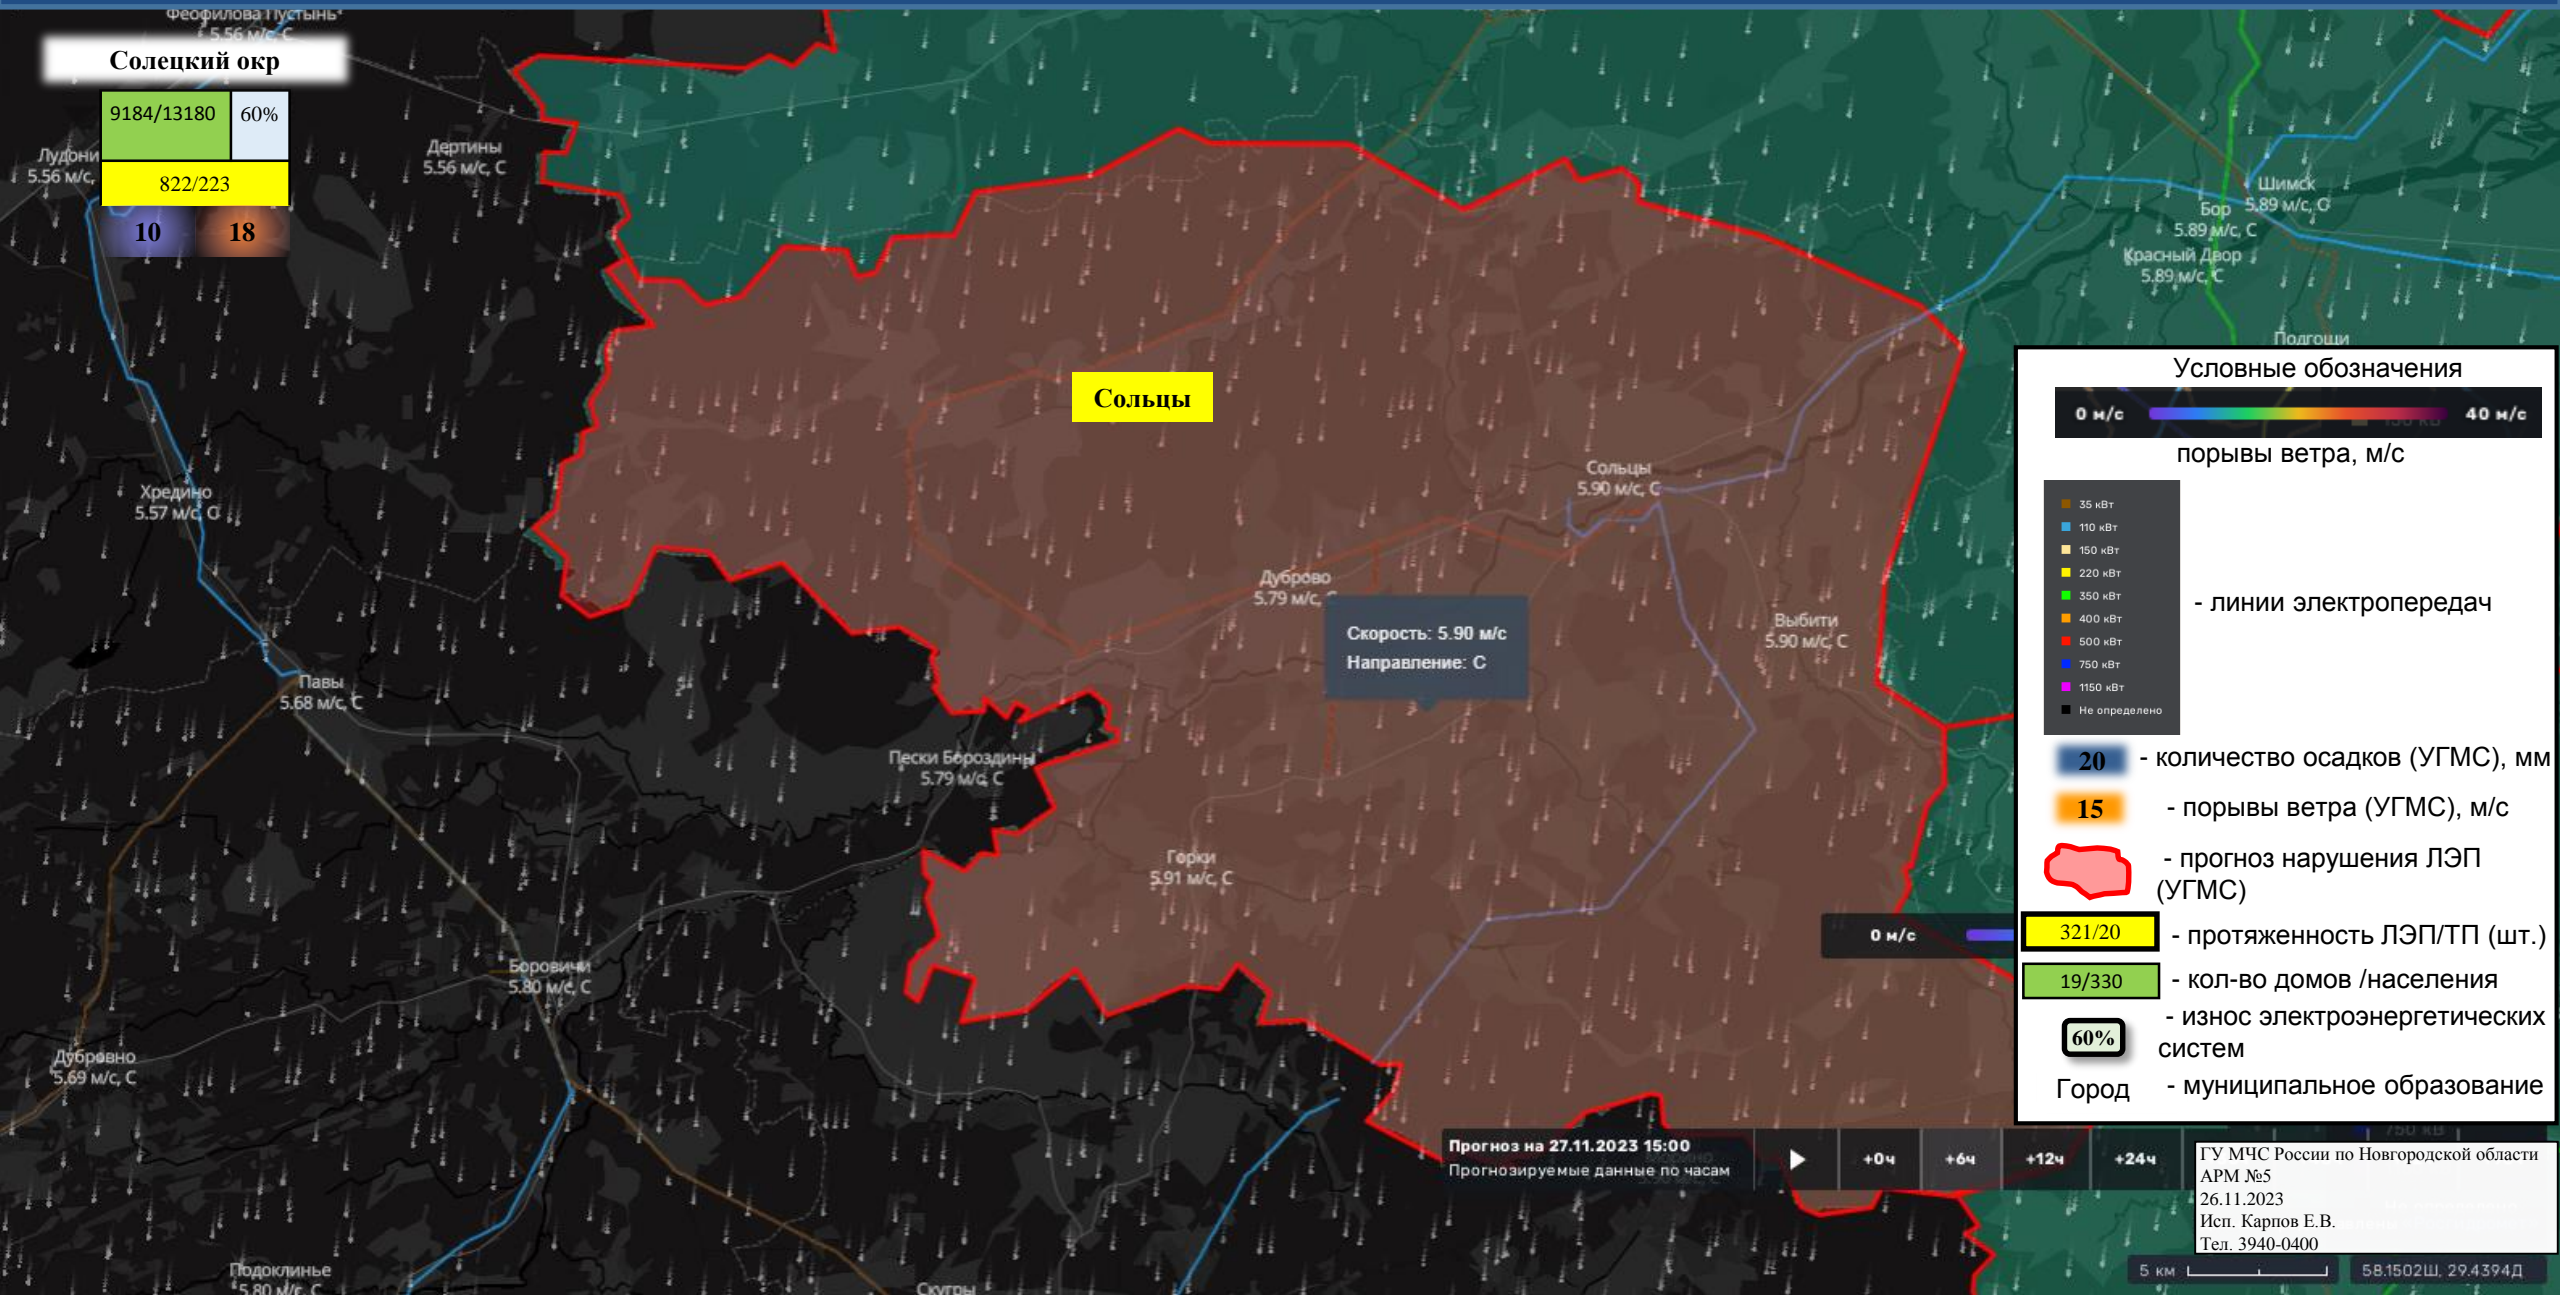 Феофилова Пустынь
5.56 м/с, С
Солецкий окр
9184/13180 60%
822/223
10 18
Лудони
5.56 м/с,
Дертины
5.56 м/с, С
Шимск
5.89 м/с, С
Бор
5.89 м/с, С
Красный Двор
5.89 м/с, С
Подгощи
Сольцы
Сольцы
5.90 м/с, С
Хредино
5.57 м/с, С
Дуброво
5.79 м/с,
Скорость: 5.90 м/с
Направление: С
Выбити
5.90 м/с, С
Павы
5.68 м/с, С
Пески Бороздины
5.79 м/с, С
Горки
5.91 м/с, С
Боровичи
5.80 м/с, С
Дубровно
5.69 м/с, С
Подоклинье
5.80 м/с, С
Скугры
0 м/с
Условные обозначения
0 м/с 40 м/с
порывы ветра, м/с
35 кВт
110 кВт
150 кВт
220 кВт
350 кВт
400 кВт
500 кВт
750 кВт
1150 кВт
Не определено
- линии электропередач
20 - количество осадков (УГМС), мм
15 - порывы ветра (УГМС), м/с
- прогноз нарушения ЛЭП
(УГМС)
321/20 - протяженность ЛЭП/ТП (шт.)
19/330 - кол-во домов /населения
60% - износ электроэнергетических
систем
Город - муниципальное образование
Прогноз на 27.11.2023 15:00
Прогнозируемые данные по часам
+0ч +6ч +12ч +24ч
750 кВ
ГУ МЧС России по Новгородской области
АРМ №5
26.11.2023
Исп. Карпов Е.В.
Тел. 3940-0400
5 км
58.1502Ш, 29.4394Д